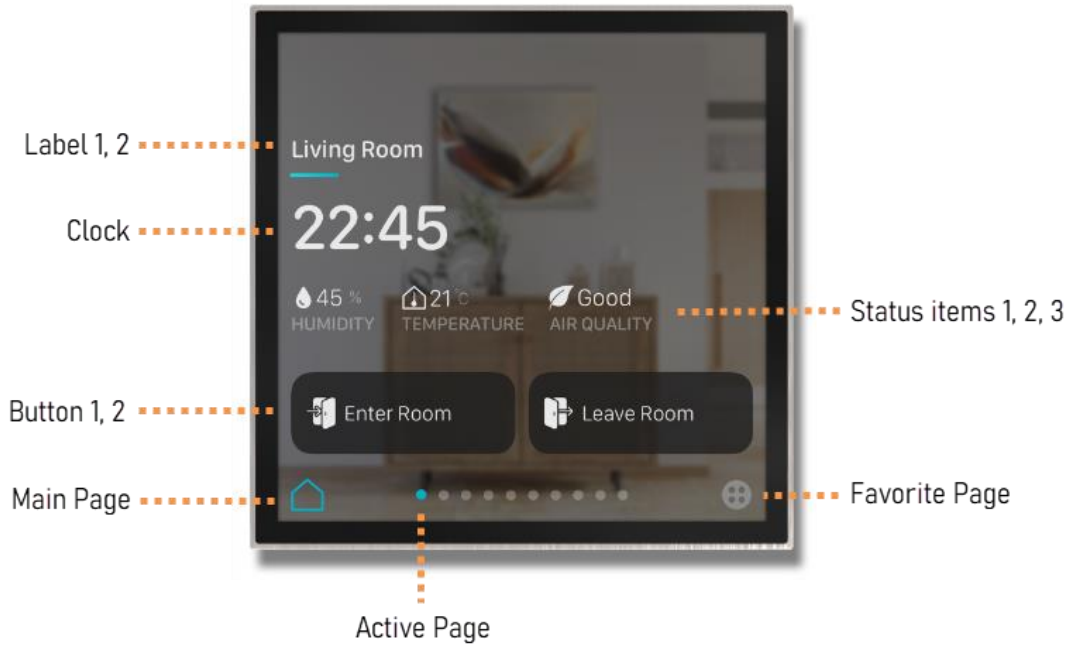 Label 1, 2
Living Room
Clock
22:45
45 %
HUMIDITY
21 °C
TEMPERATURE
Good
AIR QUALITY
Status items 1, 2, 3
Button 1, 2
Enter Room
Leave Room
Main Page
Favorite Page
Active Page